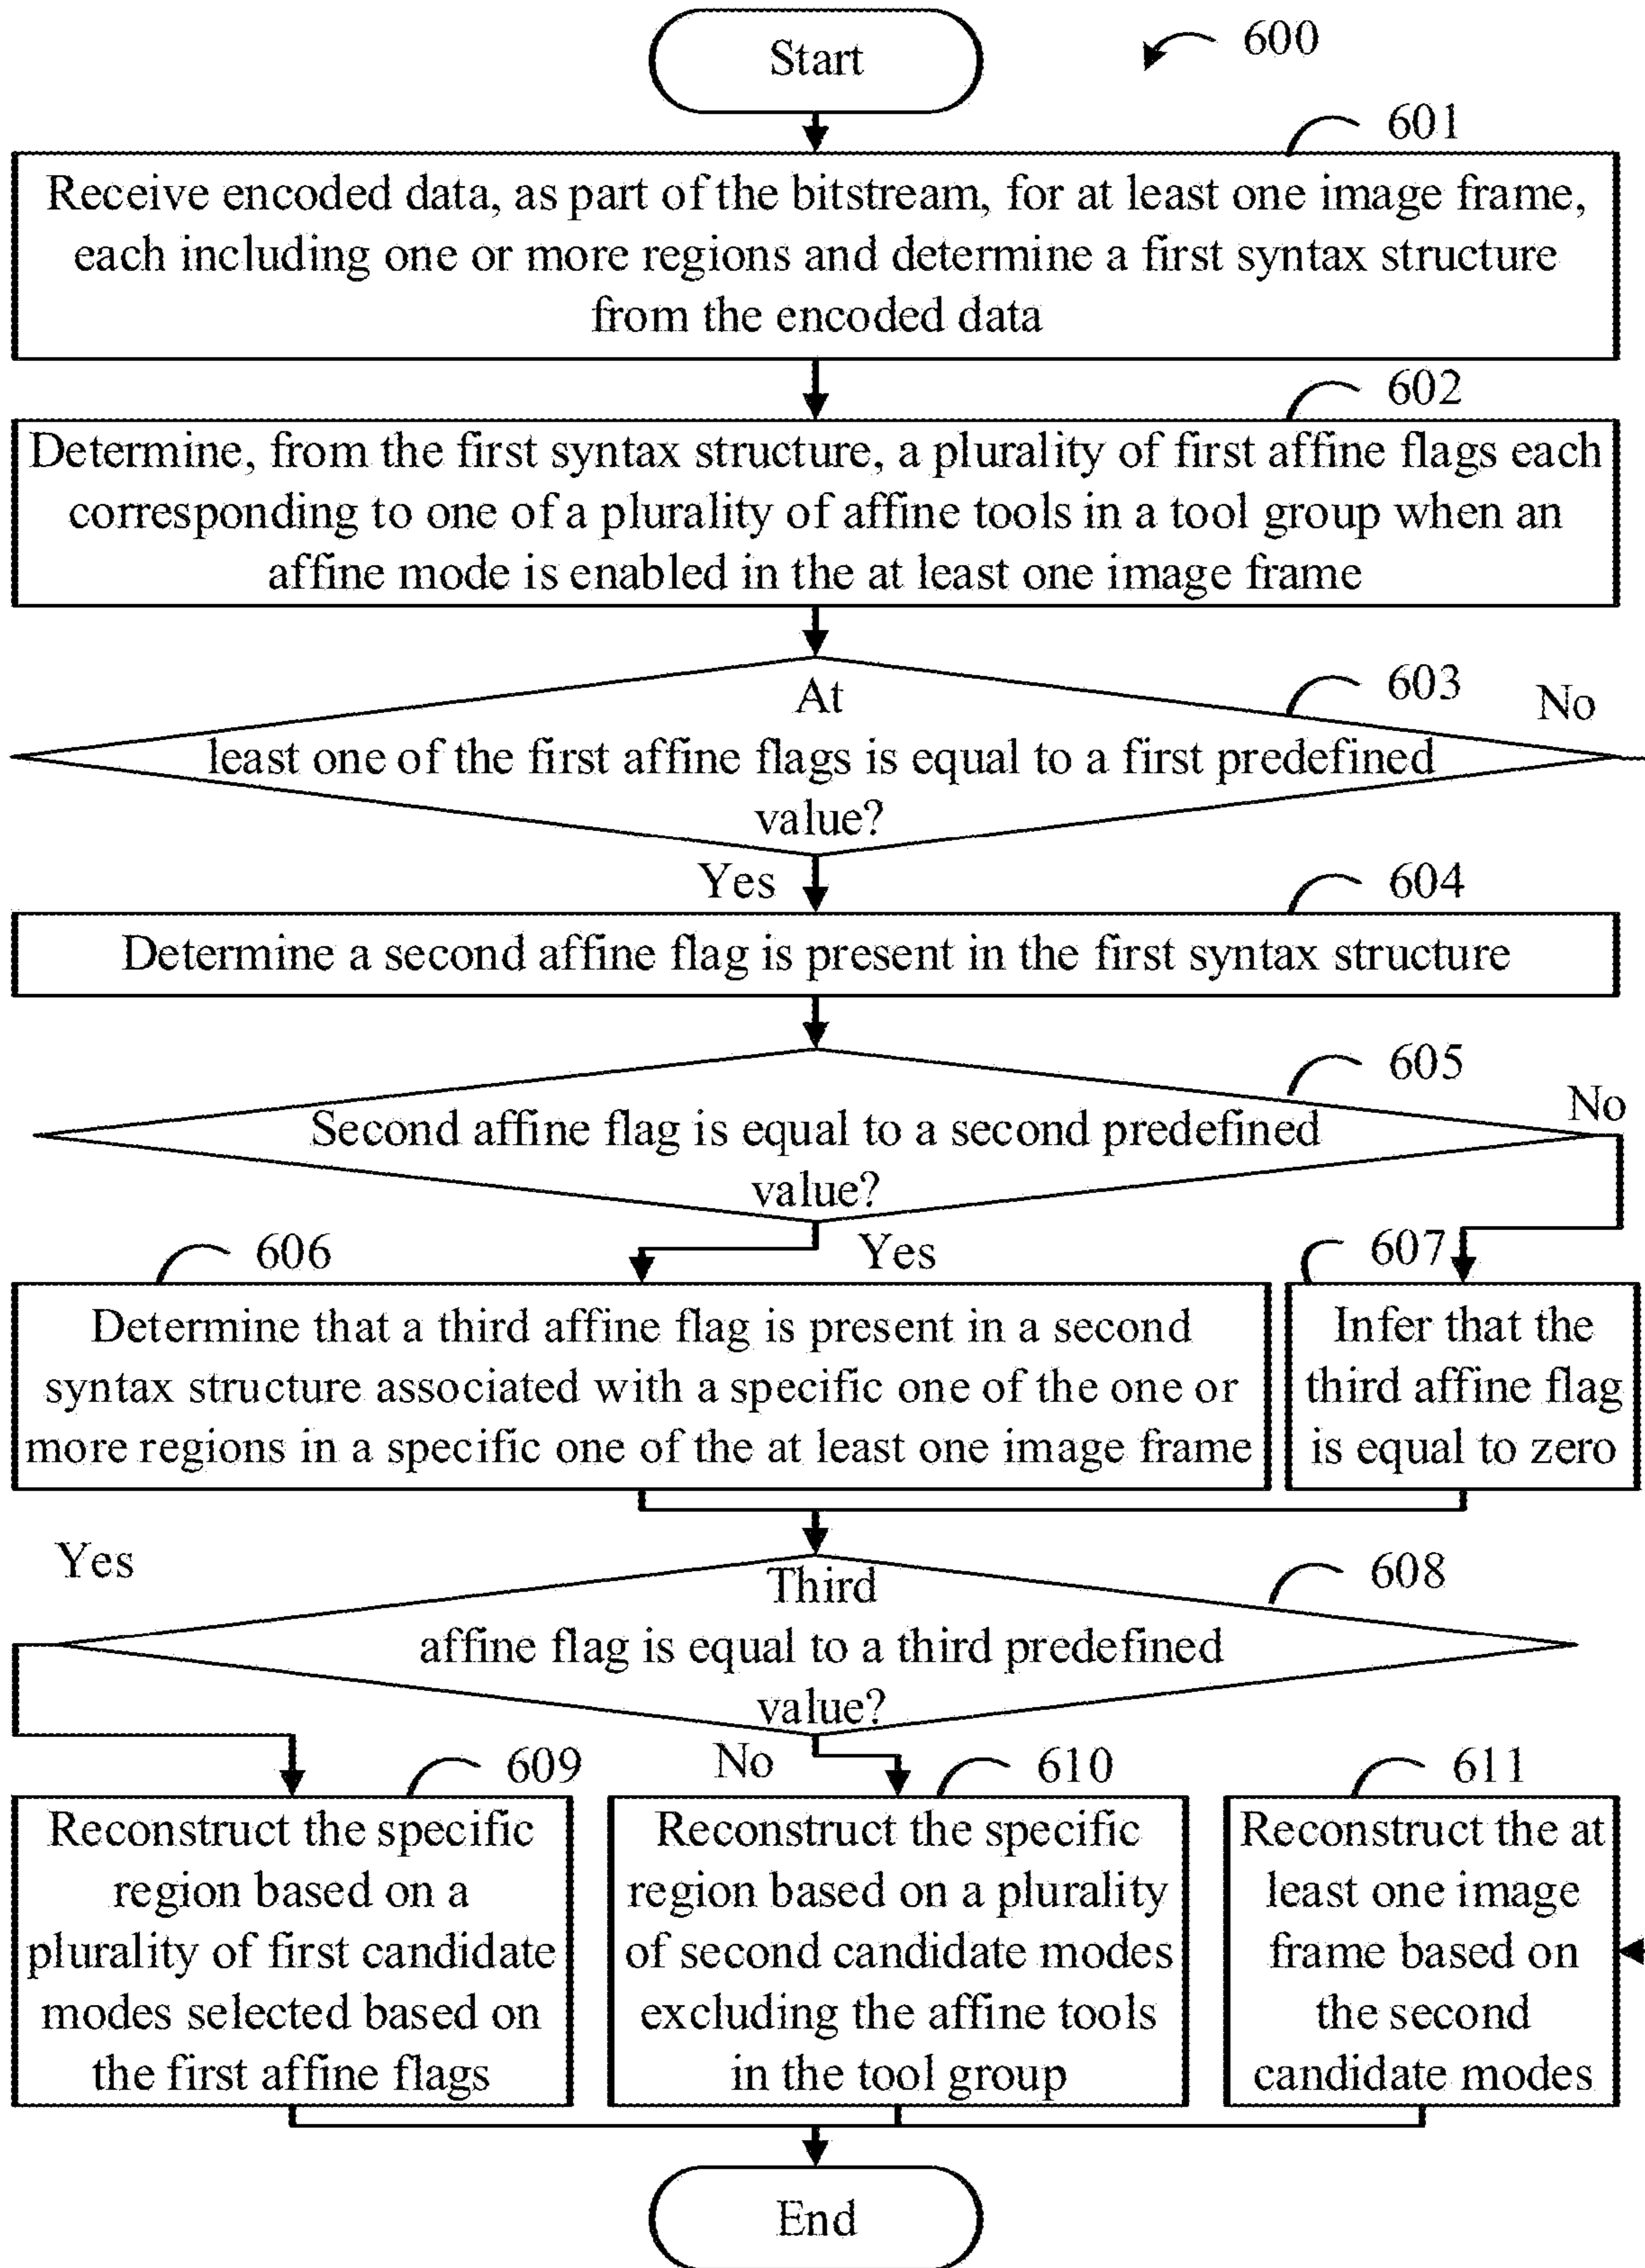 Start
600
601
Receive encoded data, as part of the bitstream, for at least one image frame,
each including one or more regions and determine a first syntax structure
from the encoded data
602
Determine, from the first syntax structure, a plurality of first affine flags each
corresponding to one of a plurality of affine tools in a tool group when an
affine mode is enabled in the at least one image frame
603
No
At
least one of the first affine flags is equal to a first predefined
value?
Yes
604
Determine a second affine flag is present in the first syntax structure
605
No
Second affine flag is equal to a second predefined
value?
606
Yes
607
Determine that a third affine flag is present in a second
syntax structure associated with a specific one of the one or
more regions in a specific one of the at least one image frame
Infer that the
third affine flag
is equal to zero
Yes
608
Third
affine flag is equal to a third predefined
value?
609
No
610
611
Reconstruct the specific
region based on a
plurality of first candidate
modes selected based on
the first affine flags
Reconstruct the specific
region based on a plurality
of second candidate modes
excluding the affine tools
in the tool group
Reconstruct the at
least one image
frame based on
the second
candidate modes
End